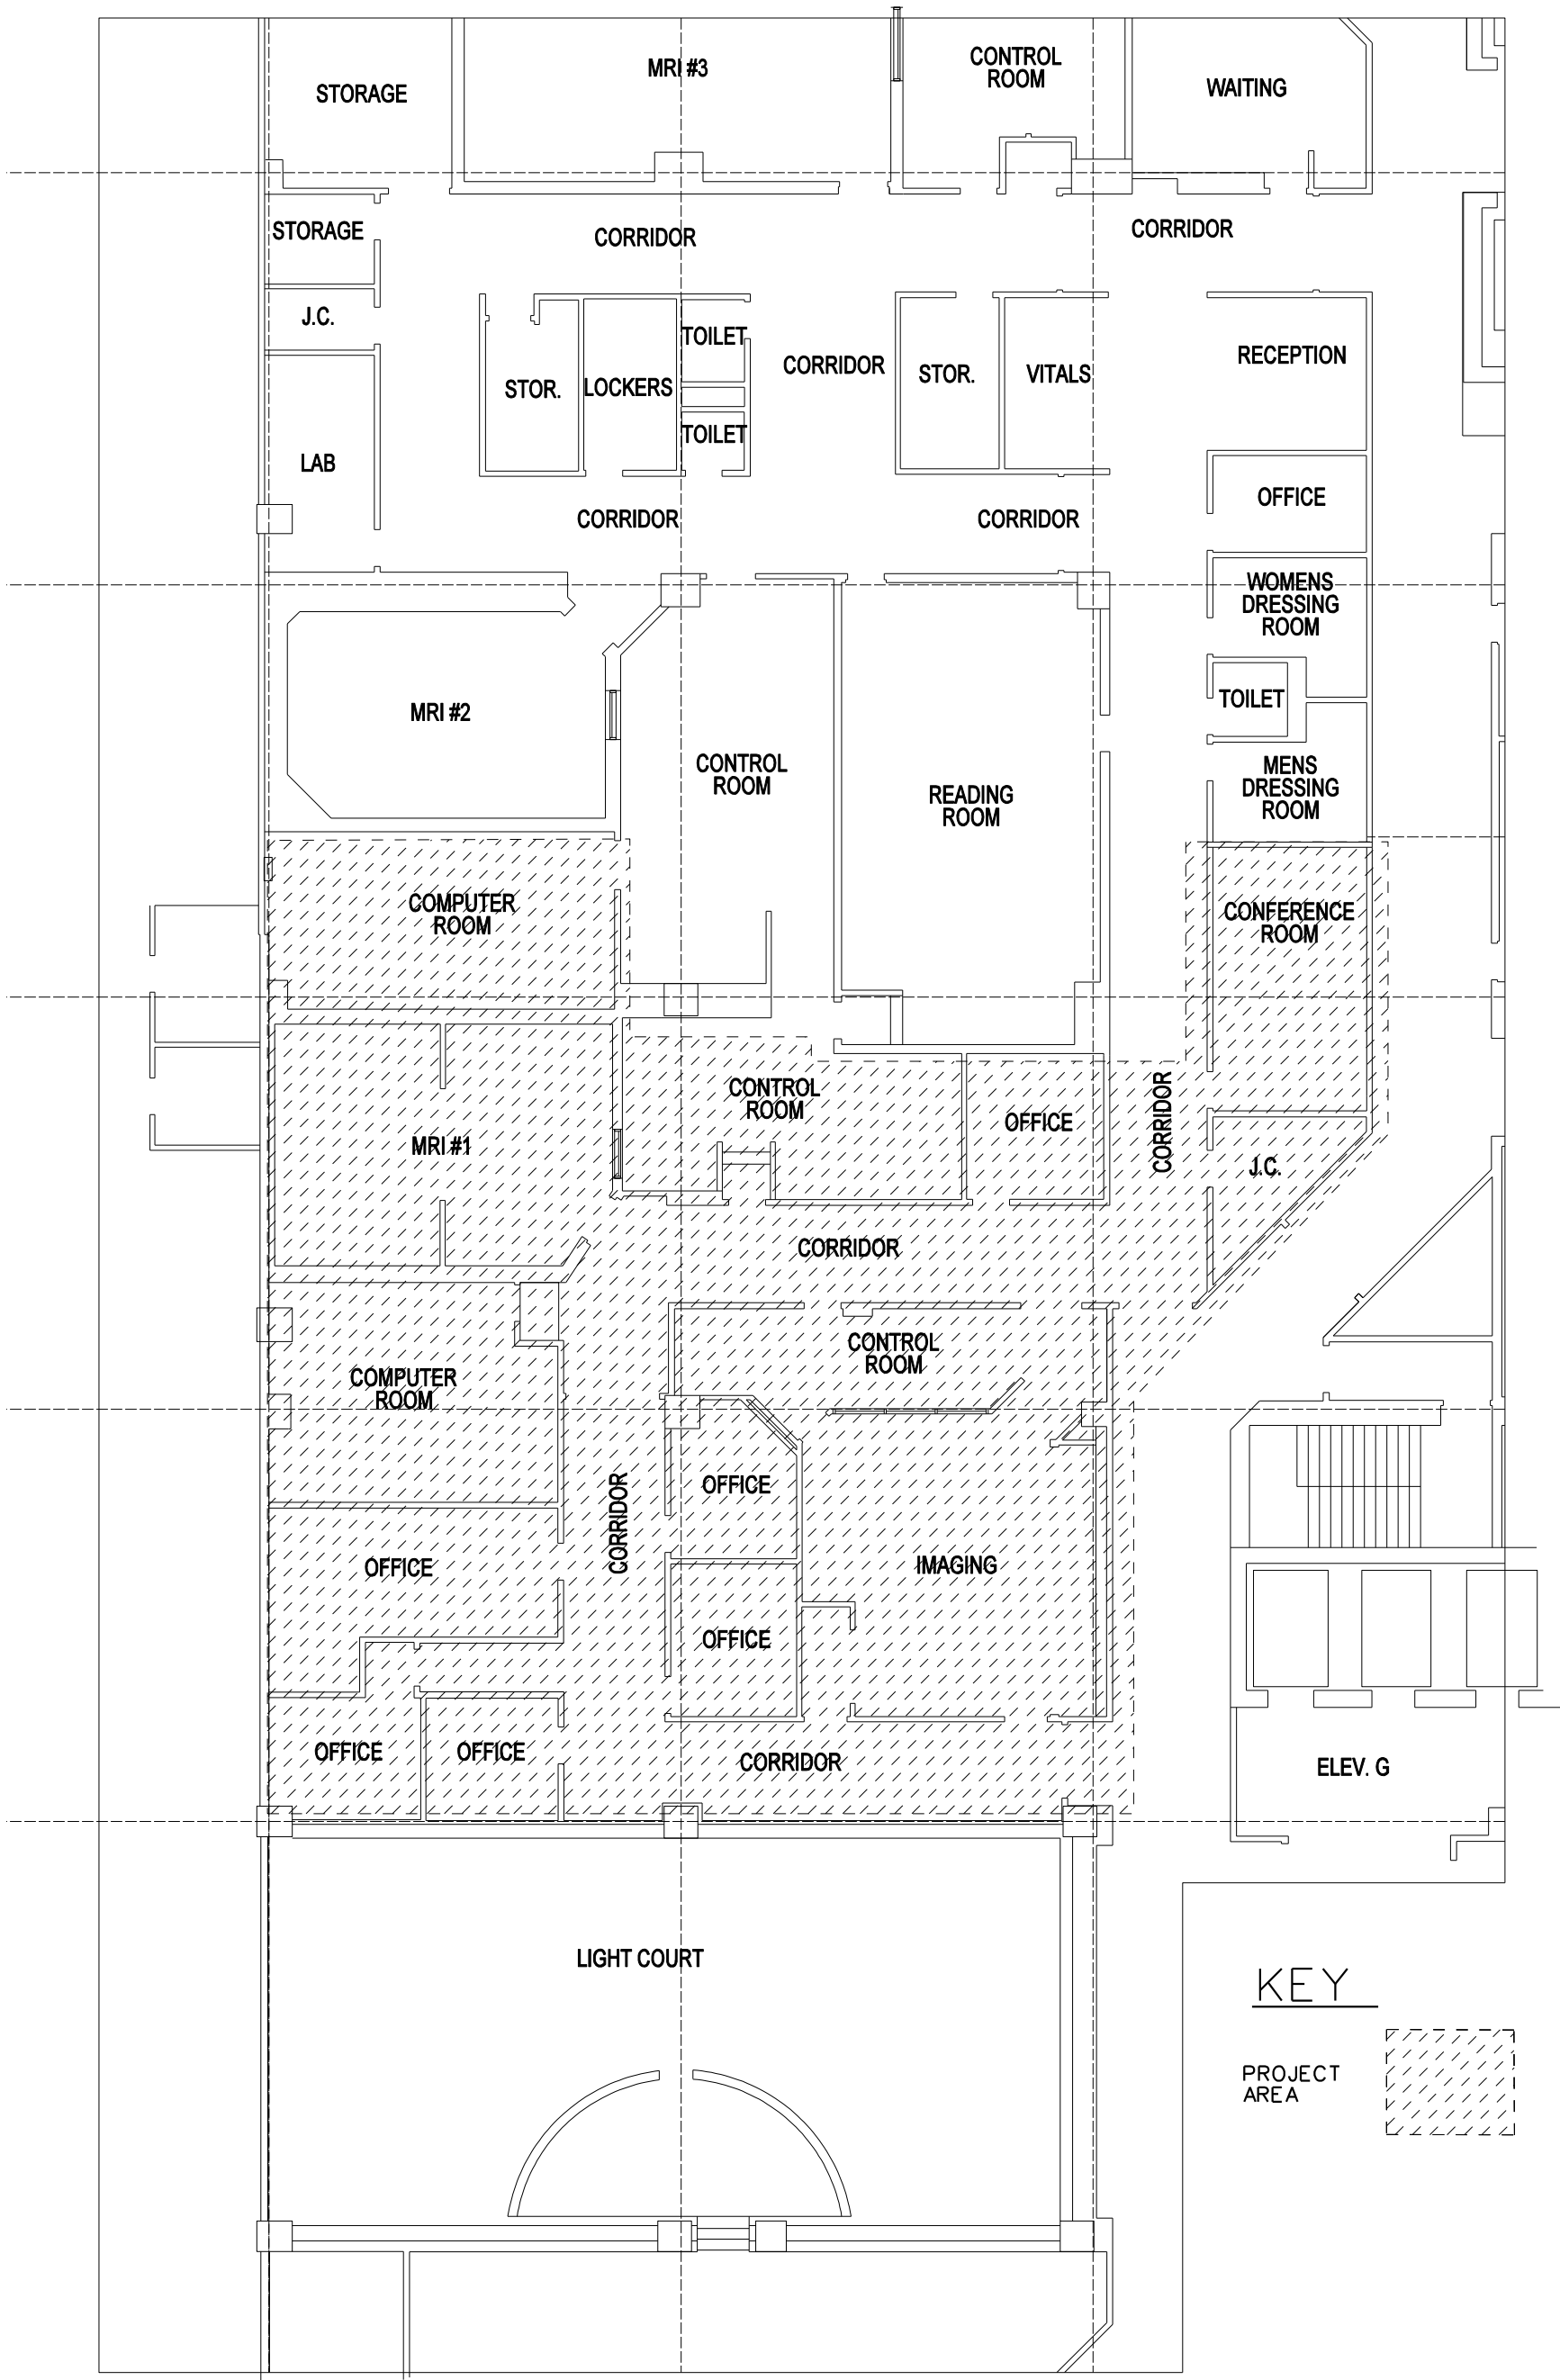 MRI #3
CONTROL
ROOM
WAITING
STORAGE
STORAGE
CORRIDOR
CORRIDOR
J.C.
TOILET
CORRIDOR
STOR.
VITALS
RECEPTION
STOR.
LOCKERS
TOILET
LAB
OFFICE
CORRIDOR
CORRIDOR
WOMENS
DRESSING
ROOM
TOILET
MRI #2
CONTROL
ROOM
READING
ROOM
MENS
DRESSING
ROOM
COMPUTER
ROOM
CONFERENCE
ROOM
CONTROL
ROOM
OFFICE
CORRIDOR
MRI #1
J.C.
CORRIDOR
CONTROL
ROOM
COMPUTER
ROOM
OFFICE
CORRIDOR
OFFICE
IMAGING
OFFICE
OFFICE
OFFICE
CORRIDOR
ELEV. G
LIGHT COURT
KEY
PROJECT
AREA